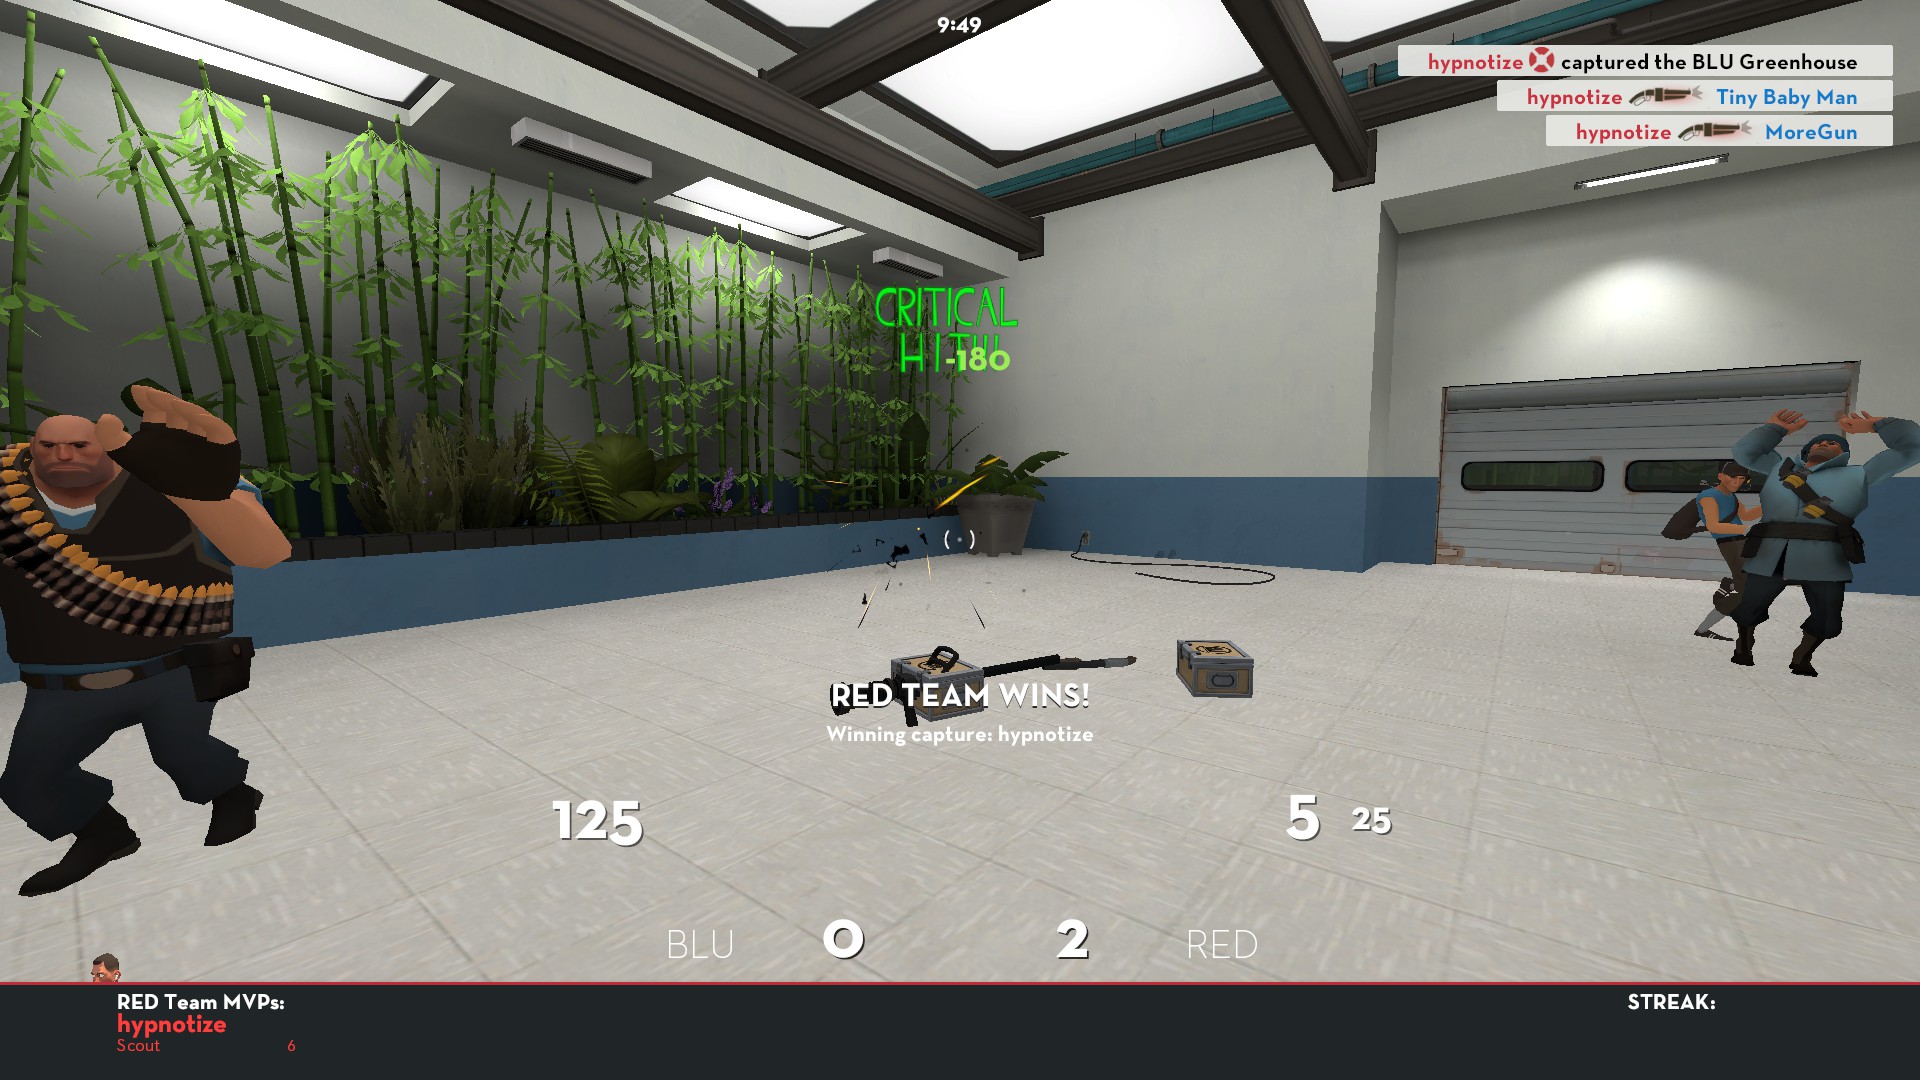 9:49
hypnotize captured the BLU Greenhouse
hypnotize Tiny Baby Man
hypnotize MoreGun
CRITICAL
HIT!!!
-180
RED TEAM WINS!
Winning capture: hypnotize
125
5 25
BLU 0 2 RED
RED Team MVPs:
STREAK:
hypnotize
Scout 6